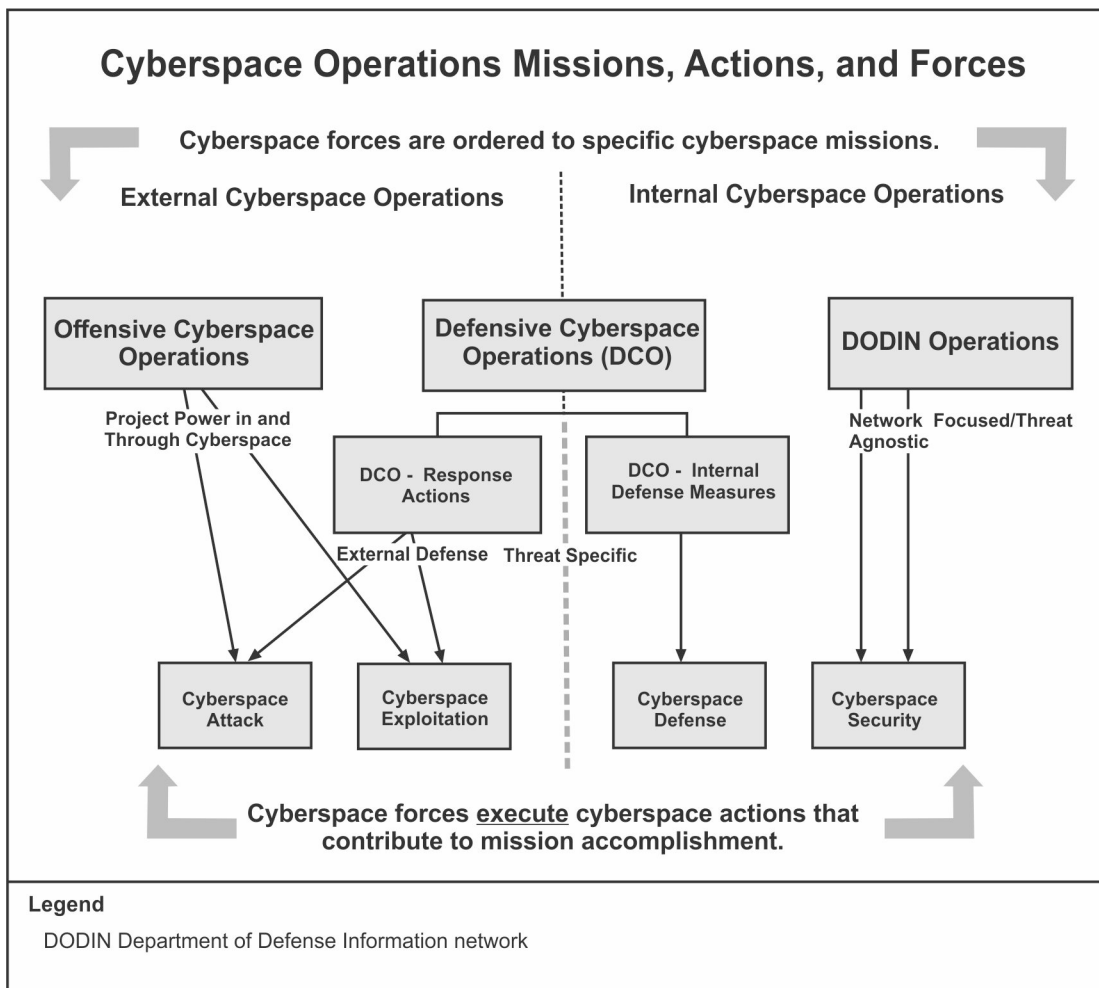 Cyberspace Operations Missions, Actions, and Forces
Cyberspace forces are ordered to specific cyberspace missions.
External Cyberspace Operations
Internal Cyberspace Operations
Offensive Cyberspace
Operations
Defensive Cyberspace
Operations (DCO)
DODIN Operations
Project Power in and
Through Cyberspace
Network Focused/Threat
Agnostic
DCO - Response
Actions
DCO - Internal
Defense Measures
External Defense
Threat Specific
Cyberspace
Attack
Cyberspace
Exploitation
Cyberspace
Defense
Cyberspace
Security
Cyberspace forces execute cyberspace actions that
contribute to mission accomplishment.
Legend
DODIN Department of Defense Information network